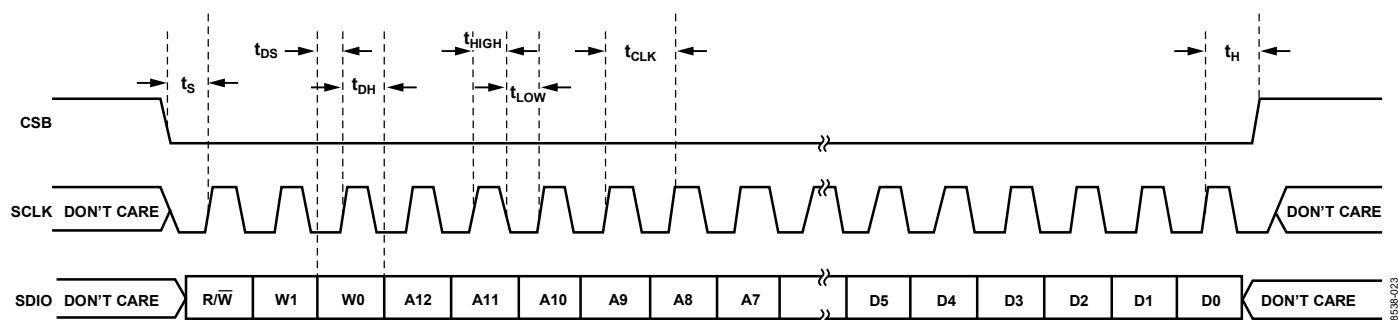 tDS tHIGH tCLK tH
tS tDH tLOW
CSB
SCLK DON'T CARE DON'T CARE
SDIO DON'T CARE R/W̅ W1 W0 A12 A11 A10 A9 A8 A7 D5 D4 D3 D2 D1 D0 DON'T CARE
8538-023